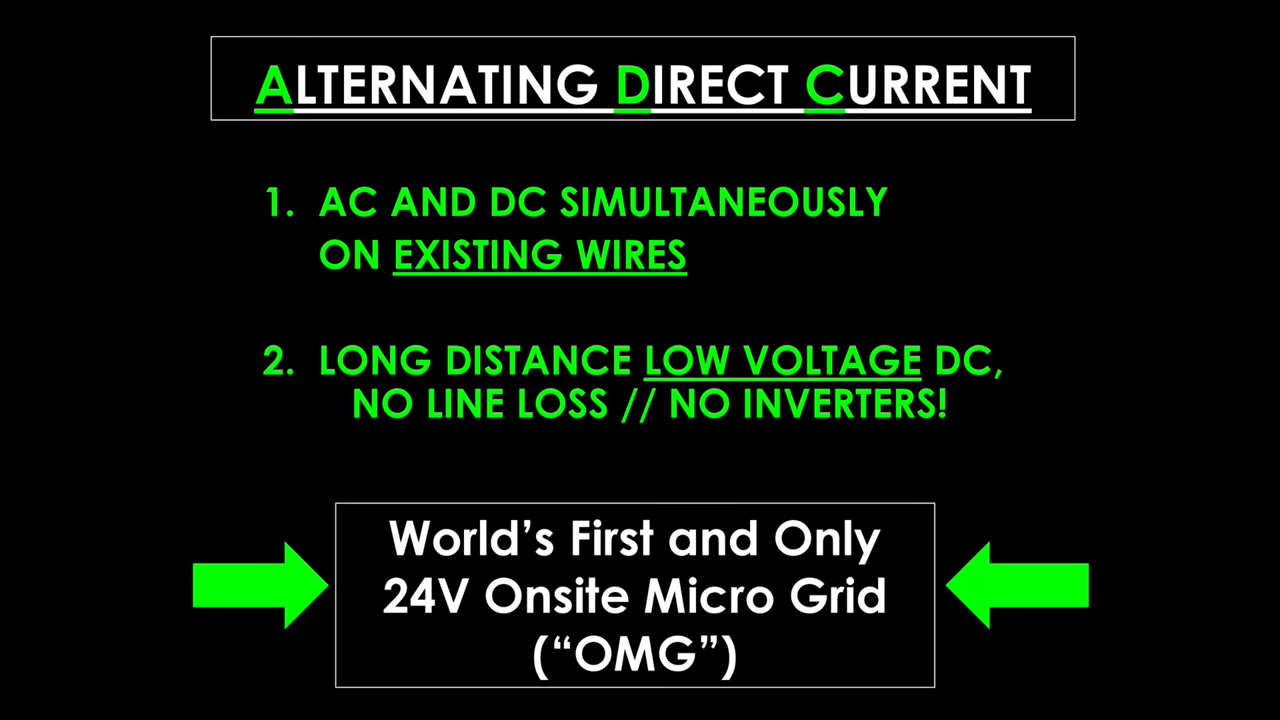 ALTERNATING DIRECT CURRENT
1. AC AND DC SIMULTANEOUSLY
ON EXISTING WIRES
2. LONG DISTANCE LOW VOLTAGE DC,
NO LINE LOSS // NO INVERTERS!
World’s First and Only
24V Onsite Micro Grid
(“OMG”)